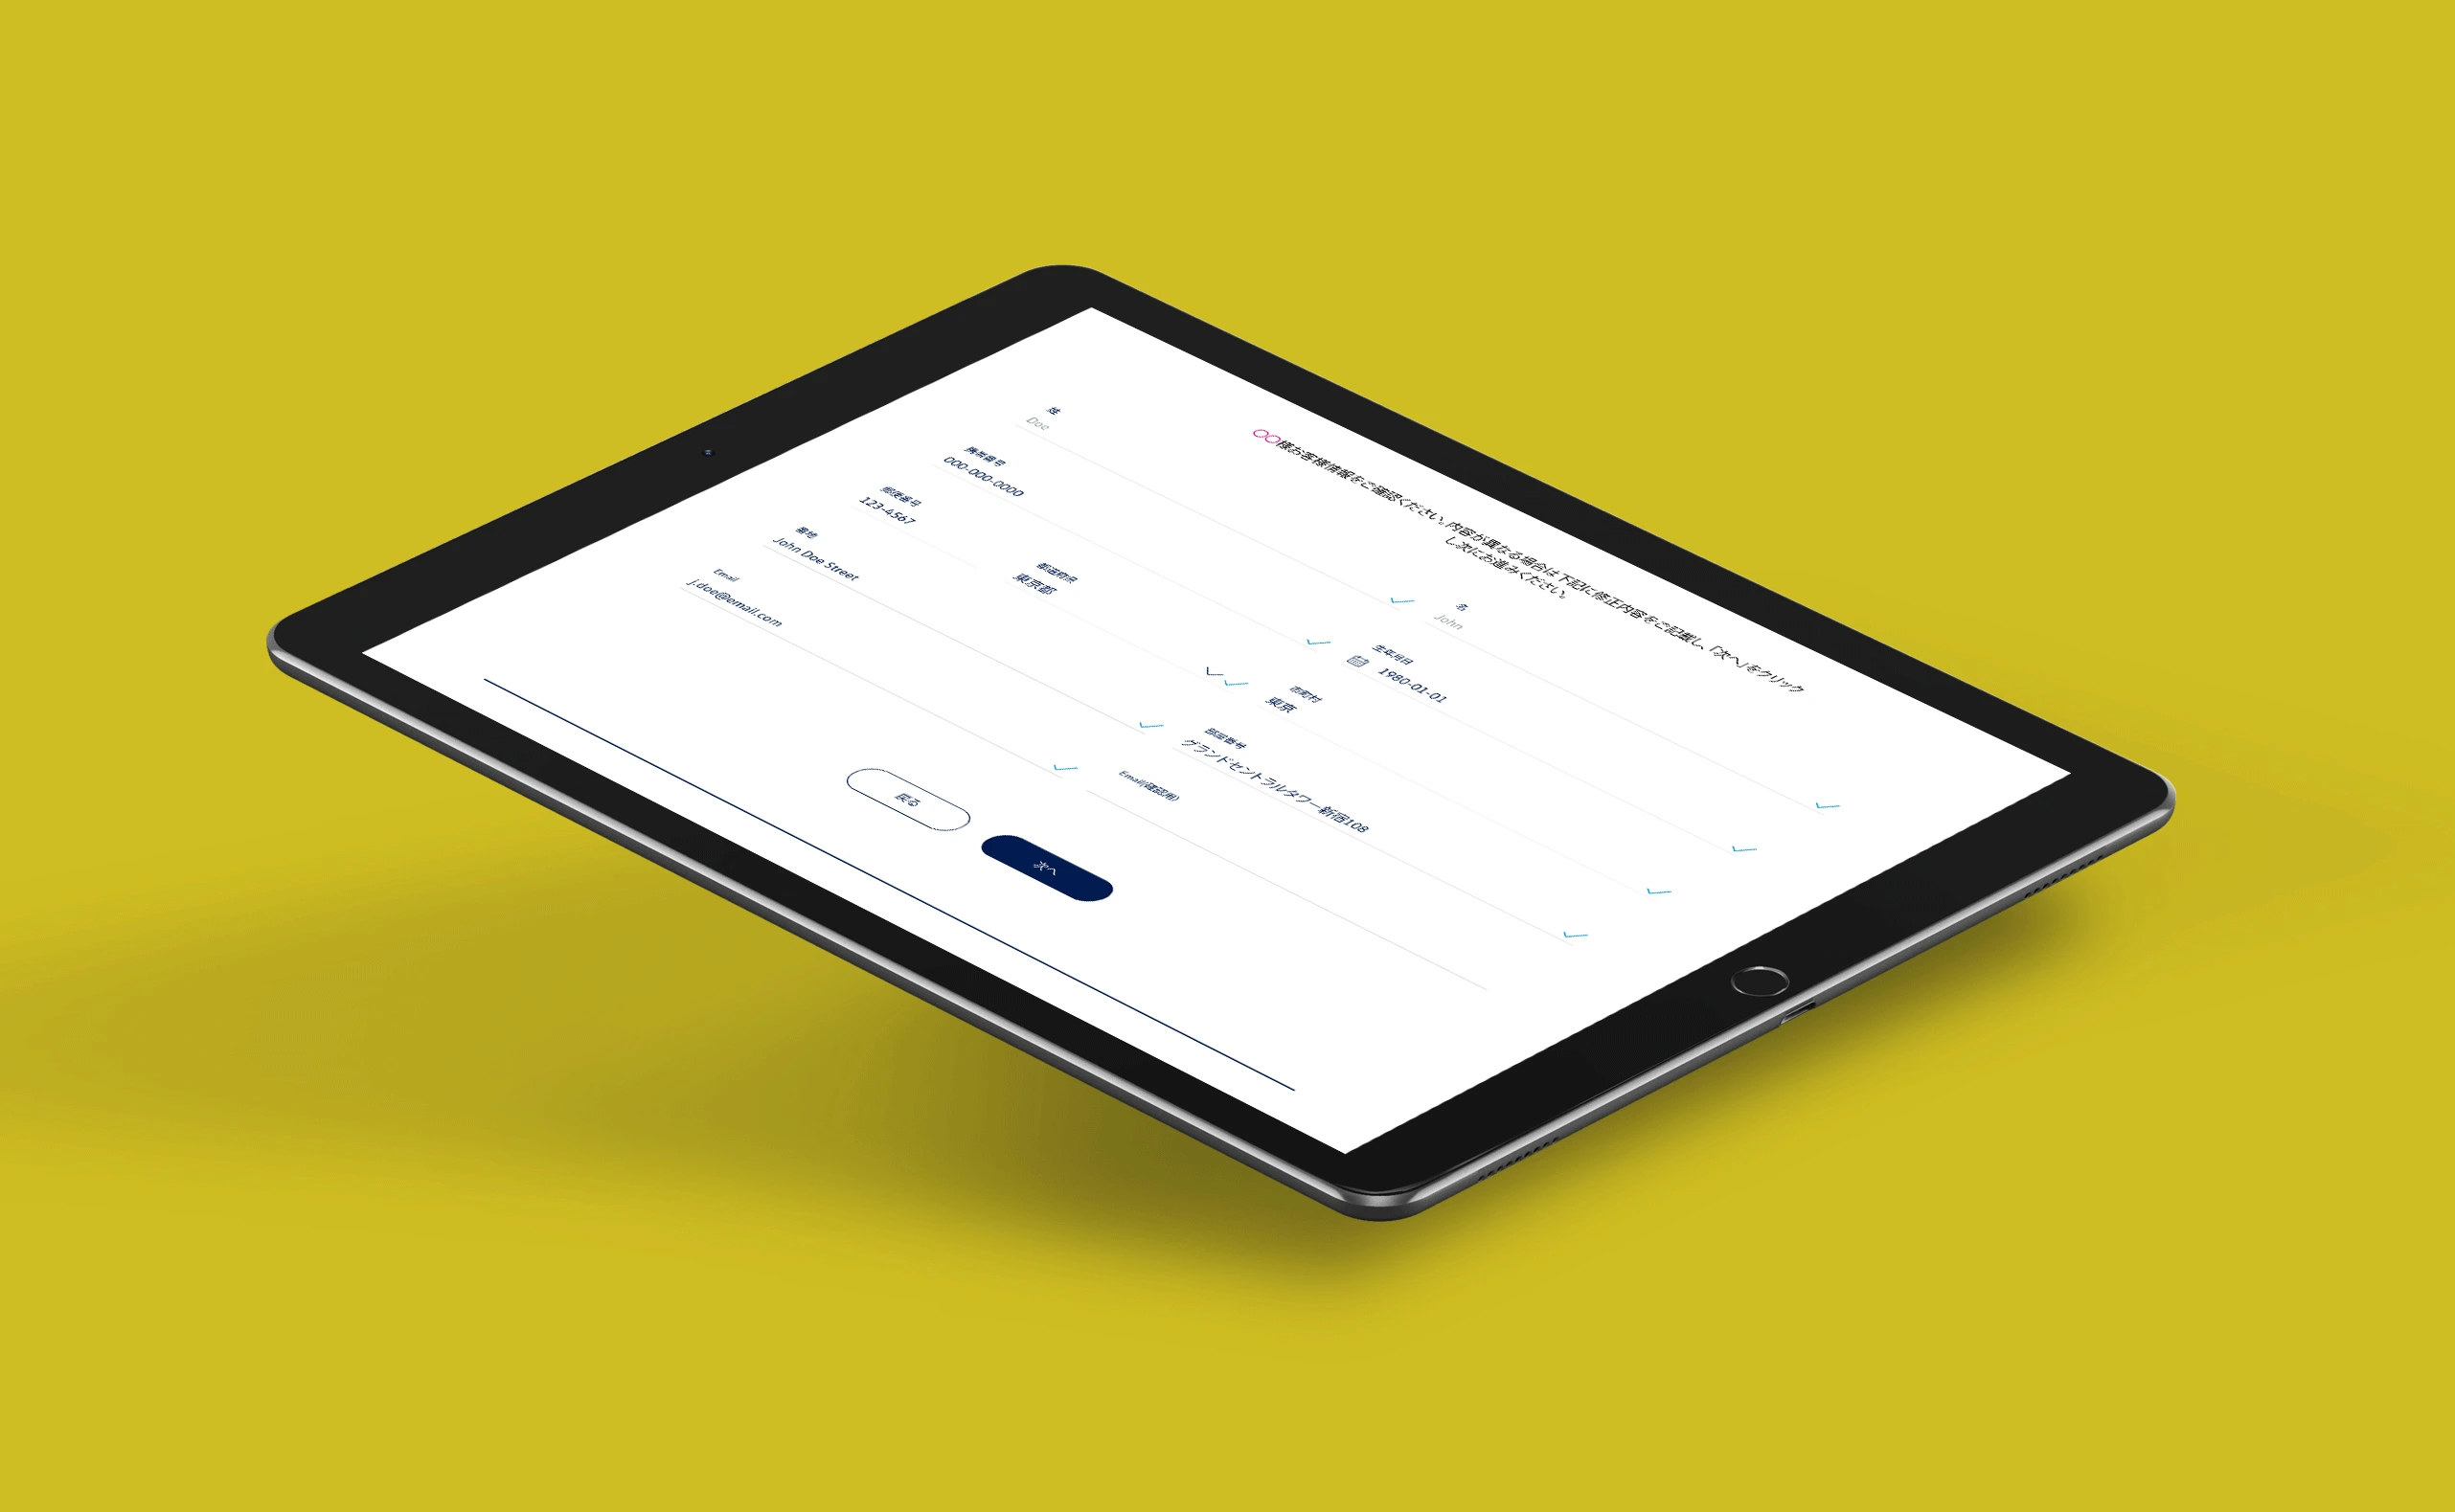 ○○様お客様情報をご確認ください。内容が異なる場合は下記に修正内容をご記載し、「次へ」をクリック
し次にお進みください。
姓
Doe
名
John
携帯番号
000-000-0000
生年月日
1980-01-01
郵便番号
123-4567
都道府県
東京都
市町村
東京
番地
John Doe Street
部屋番号
グランドセントラルタワー新宿108
Email
j.doe@email.com
Email(確認用)
戻る
次へ